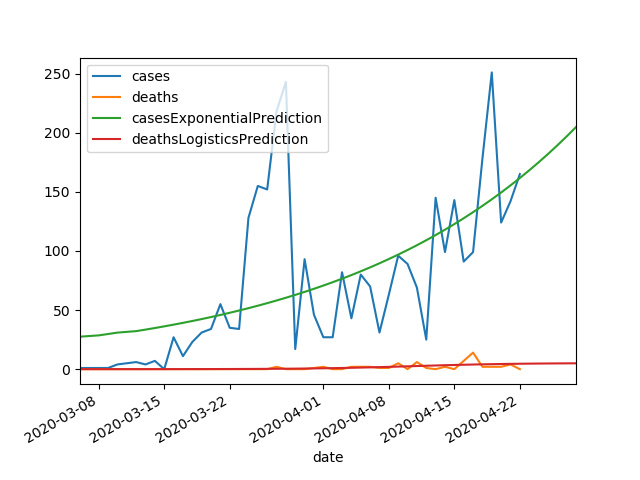 250
200
150
100
50
0
cases
deaths
casesExponentialPrediction
deathsLogisticsPrediction
2020-03-08
2020-03-15
2020-03-22
2020-04-01
2020-04-08
2020-04-15
2020-04-22
date